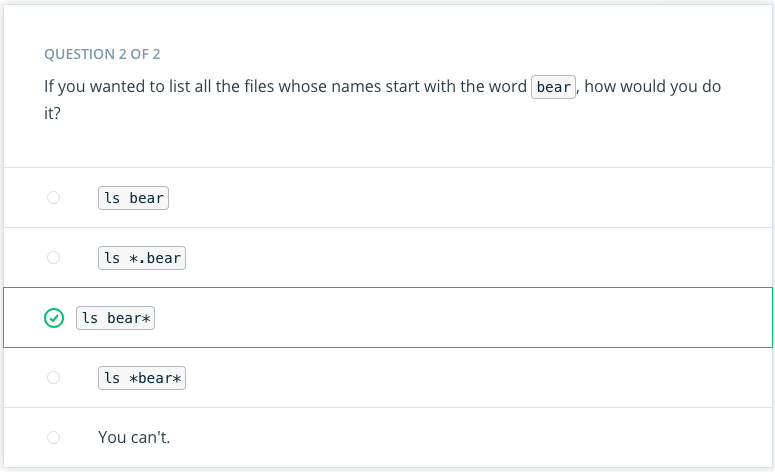 QUESTION 2 OF 2
If you wanted to list all the files whose names start with the word bear, how would you do
it?
ls bear
ls *.bear
ls bear*
ls *bear*
You can't.